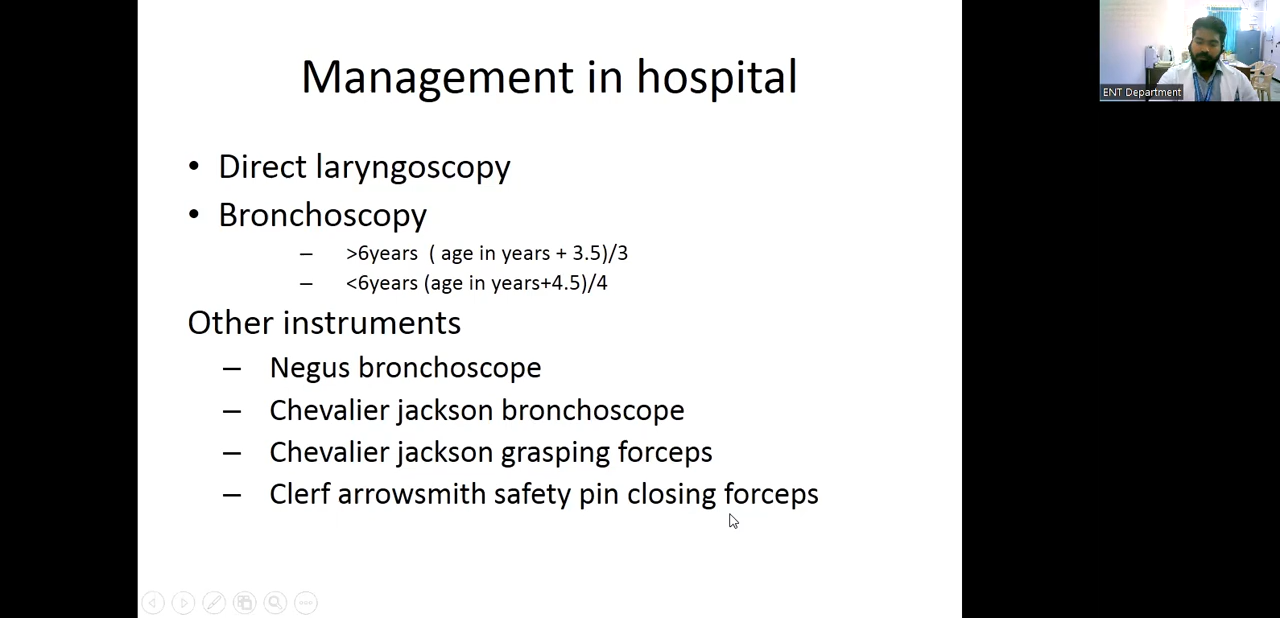 Management in hospital
ENT Department
• Direct laryngoscopy
• Bronchoscopy
– >6years ( age in years + 3.5)/3
– <6years (age in years+4.5)/4
Other instruments
– Negus bronchoscope
– Chevalier jackson bronchoscope
– Chevalier jackson grasping forceps
– Clerf arrowsmith safety pin closing forceps